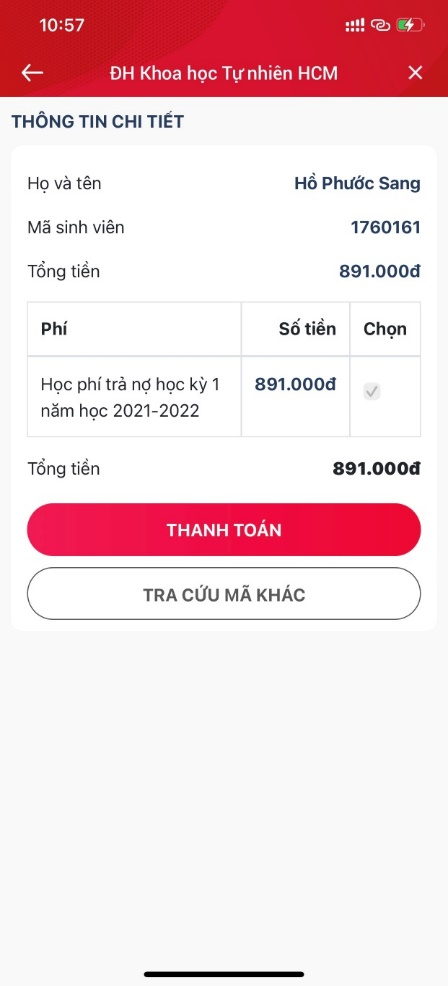 10:57
ĐH Khoa học Tự nhiên HCM
THÔNG TIN CHI TIẾT
Họ và tên Hồ Phước Sang
Mã sinh viên 1760161
Tổng tiền 891.000đ
Phí Số tiền Chọn
Học phí trả nợ học kỳ 1 891.000đ
năm học 2021-2022
Tổng tiền 891.000đ
THANH TOÁN
TRA CỨU MÃ KHÁC